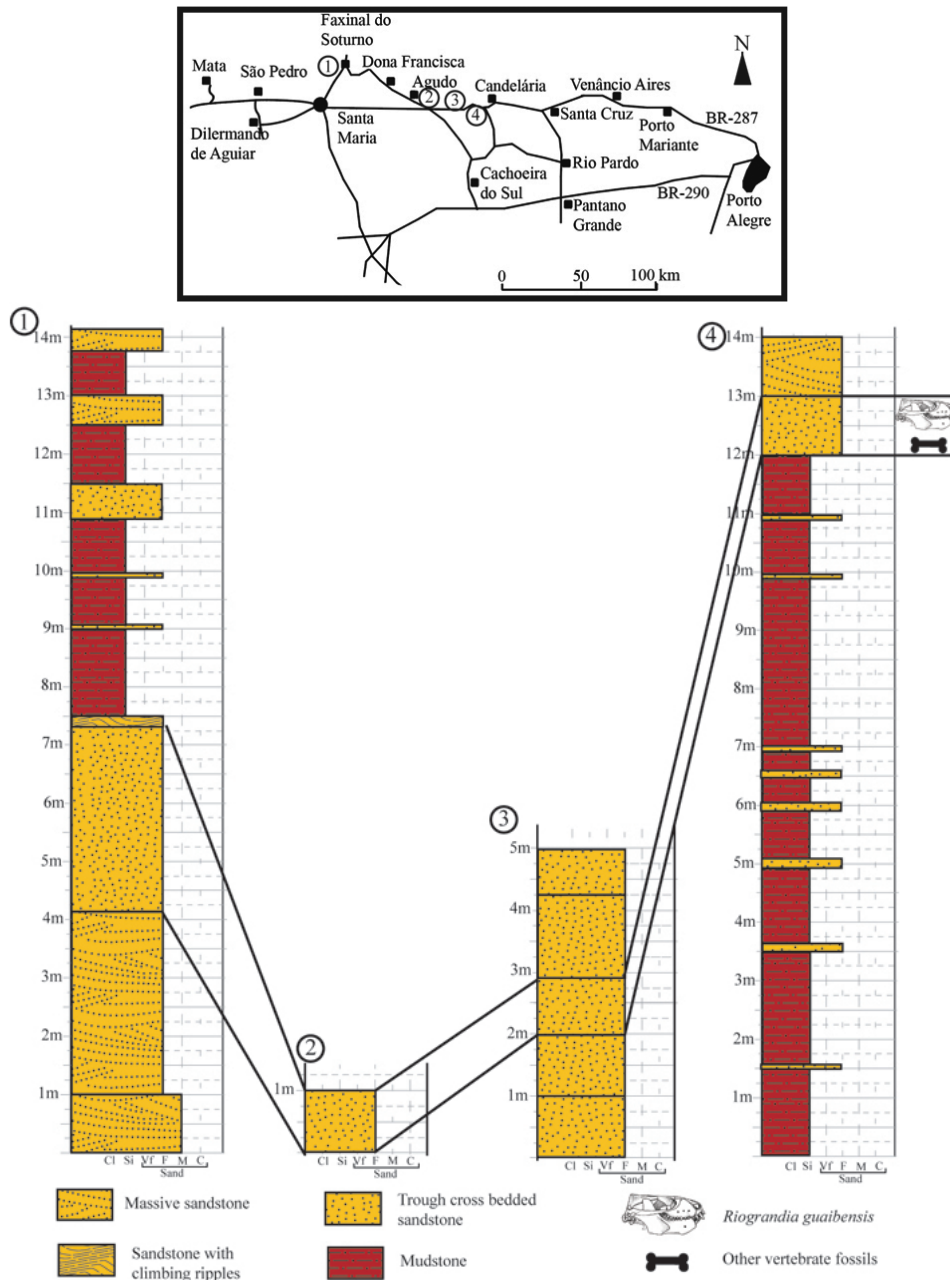 Faxinal do
Soturno
N
Mata
São Pedro
1
Dona Francisca
Agudo
2
3
4
Candelária
Venâncio Aires
Dilermando
de Aguiar
Santa
Maria
Santa Cruz
Porto
Mariante
BR-287
Cachoeira
do Sul
Rio Pardo
BR-290
Pantano
Grande
Porto
Alegre
0 50 100 km
1
14m
13m
12m
11m
10m
9m
8m
7m
6m
5m
4m
3m
2m
1m
Cl Si Vf F M C
Sand
2
1m
Cl Si Vf F M C
Sand
3
5m
4m
3m
2m
1m
Cl Si Vf F M C
Sand
4
14m
13m
12m
11m
10m
9m
8m
7m
6m
5m
4m
3m
2m
1m
Cl Si Vf F M C
Sand
Massive sandstone
Trough cross bedded
sandstone
Riograndia guaibensis
Sandstone with
climbing ripples
Mudstone
Other vertebrate fossils